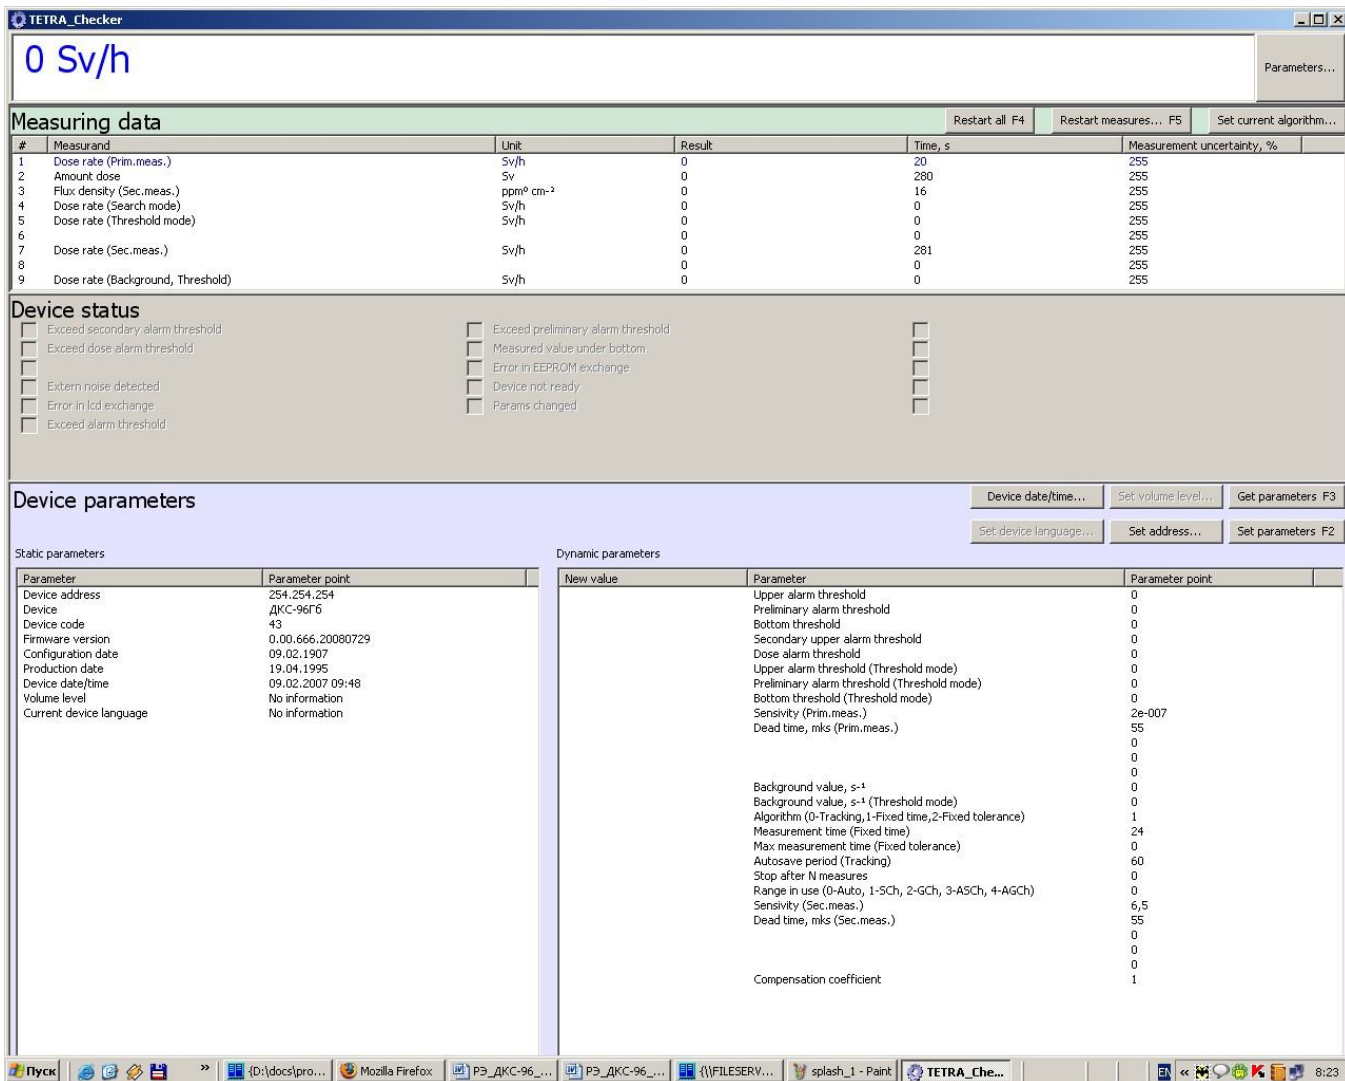 TETRA_Checker
0 Sv/h
Parameters...
Measuring data
Restart all F4
Restart measures... F5
Set current algorithm...
# Measurand Unit Result Time, s Measurement uncertainty, %
1 Dose rate (Prim.meas.) Sv/h 0 20 255
2 Amount dose Sv 0 280 255
3 Flux density (Sec.meas.) ppmº cm-² 0 16 255
4 Dose rate (Search mode) Sv/h 0 0 255
5 Dose rate (Threshold mode) Sv/h 0 0 255
6 0 0 255
7 Dose rate (Sec.meas.) Sv/h 0 281 255
8 0 0 255
9 Dose rate (Background, Threshold) Sv/h 0 0 255
Device status
Exceed secondary alarm threshold Exceed preliminary alarm threshold
Exceed dose alarm threshold Measured value under bottom
Error in EEPROM exchange
Extern noise detected Device not ready
Error in lcd exchange Params changed
Exceed alarm threshold
Device parameters
Device date/time... Set volume level... Get parameters F3
Set device language... Set address... Set parameters F2
Static parameters
Parameter Parameter point
Device address 254.254.254
Device ДКС-96Гб
Device code 43
Firmware version 0.00.666.20080729
Configuration date 09.02.1907
Production date 19.04.1995
Device date/time 09.02.2007 09:48
Volume level No information
Current device language No information
Dynamic parameters
New value Parameter Parameter point
Upper alarm threshold 0
Preliminary alarm threshold 0
Bottom threshold 0
Secondary upper alarm threshold 0
Dose alarm threshold 0
Upper alarm threshold (Threshold mode) 0
Preliminary alarm threshold (Threshold mode) 0
Bottom threshold (Threshold mode) 0
Sensivity (Prim.meas.) 2e-007
Dead time, mks (Prim.meas.) 55
0
0
0
Background value, s-¹ 0
Background value, s-¹ (Threshold mode) 0
Algorithm (0-Tracking,1-Fixed time,2-Fixed tolerance) 1
Measurement time (Fixed time) 24
Max measurement time (Fixed tolerance) 0
Autosave period (Tracking) 60
Stop after N measures 0
Range in use (0-Auto, 1-SCh, 2-GCh, 3-ASCh, 4-AGCh) 0
Sensivity (Sec.meas.) 6,5
Dead time, mks (Sec.meas.) 55
0
0
0
Compensation coefficient 1
Пуск » {D:\docs\pro... Mozilla Firefox РЭ_ДКС-96_... РЭ_ДКС-96_... {\\FILESERV... splash_1 - Paint TETRA_Che... EN « 8:23